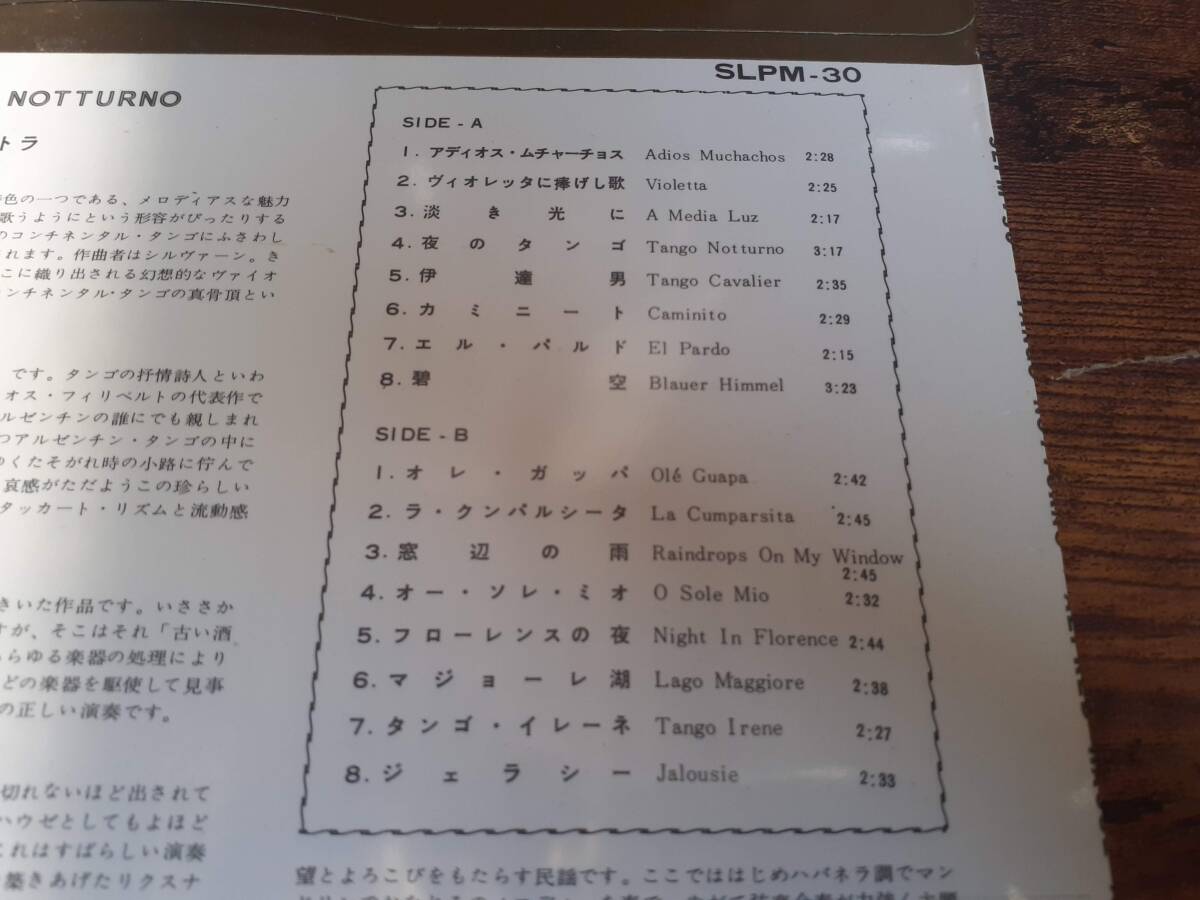 SLPM-30
NOTTURNO
トラ
色の一つである、メロディアスな魅力
歌うようにという形容がぴったりする
のコンチネンタル・タンゴにふさわし
れます。作曲者はシルヴァーン。き
こに織り出される幻想的なヴァイオ
ンチネンタル・タンゴの真骨頂とい
です。タンゴの抒情詩人といわ
オス・フィリベルトの代表作で
ルゼンチンの誰にでも親しまれ
つアルゼンチン・タンゴの中に
ゆくたそがれ時の小路に佇んで
哀感がただようこの珍らしい
タッカート・リズムと流動感
きいた作品です。いささか
すが、そこはそれ「古い酒
らゆる楽器の処理により
どの楽器を駆使して見事
の正しい演奏です。
切れないほど出されて
ハウゼとしてもよほど
これはすばらしい演奏
築きあげたリクスナ
SIDE - A
1. アディオス・ムチャーチョス Adios Muchachos 2:28
2. ヴィオレッタに捧げし歌 Violetta 2:25
3. 淡き光に A Media Luz 2:17
4. 夜のタンゴ Tango Notturno 3:17
5. 伊達男 Tango Cavalier 2:35
6. カミニート Caminito 2:29
7. エル・パルド El Pardo 2:15
8. 碧空 Blauer Himmel 3:23
SIDE - B
1. オレ・ガッパ Olé Guapa 2:42
2. ラ・クンパルシータ La Cumparsita 2:45
3. 窓辺の雨 Raindrops On My Window
2:45
4. オー・ソレ・ミオ O Sole Mio 2:32
5. フローレンスの夜 Night In Florence 2:44
6. マジョーレ湖 Lago Maggiore 2:38
7. タンゴ・イレーネ Tango Irene 2:27
8. ジェラシー Jalousie 2:33
望とよろこびをもたらす民謡です。ここでははじめハバネラ調でマン